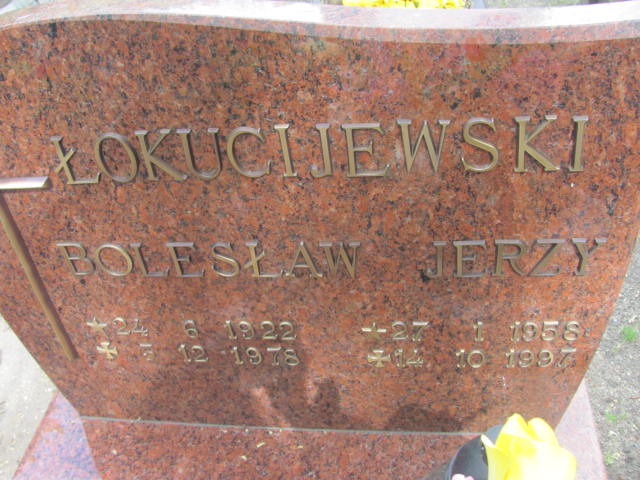 ŁOKUCIJEWSKI
BOLESŁAW JERZY
24 6 1922 27 1 1958
5 12 1978 14 10 1997